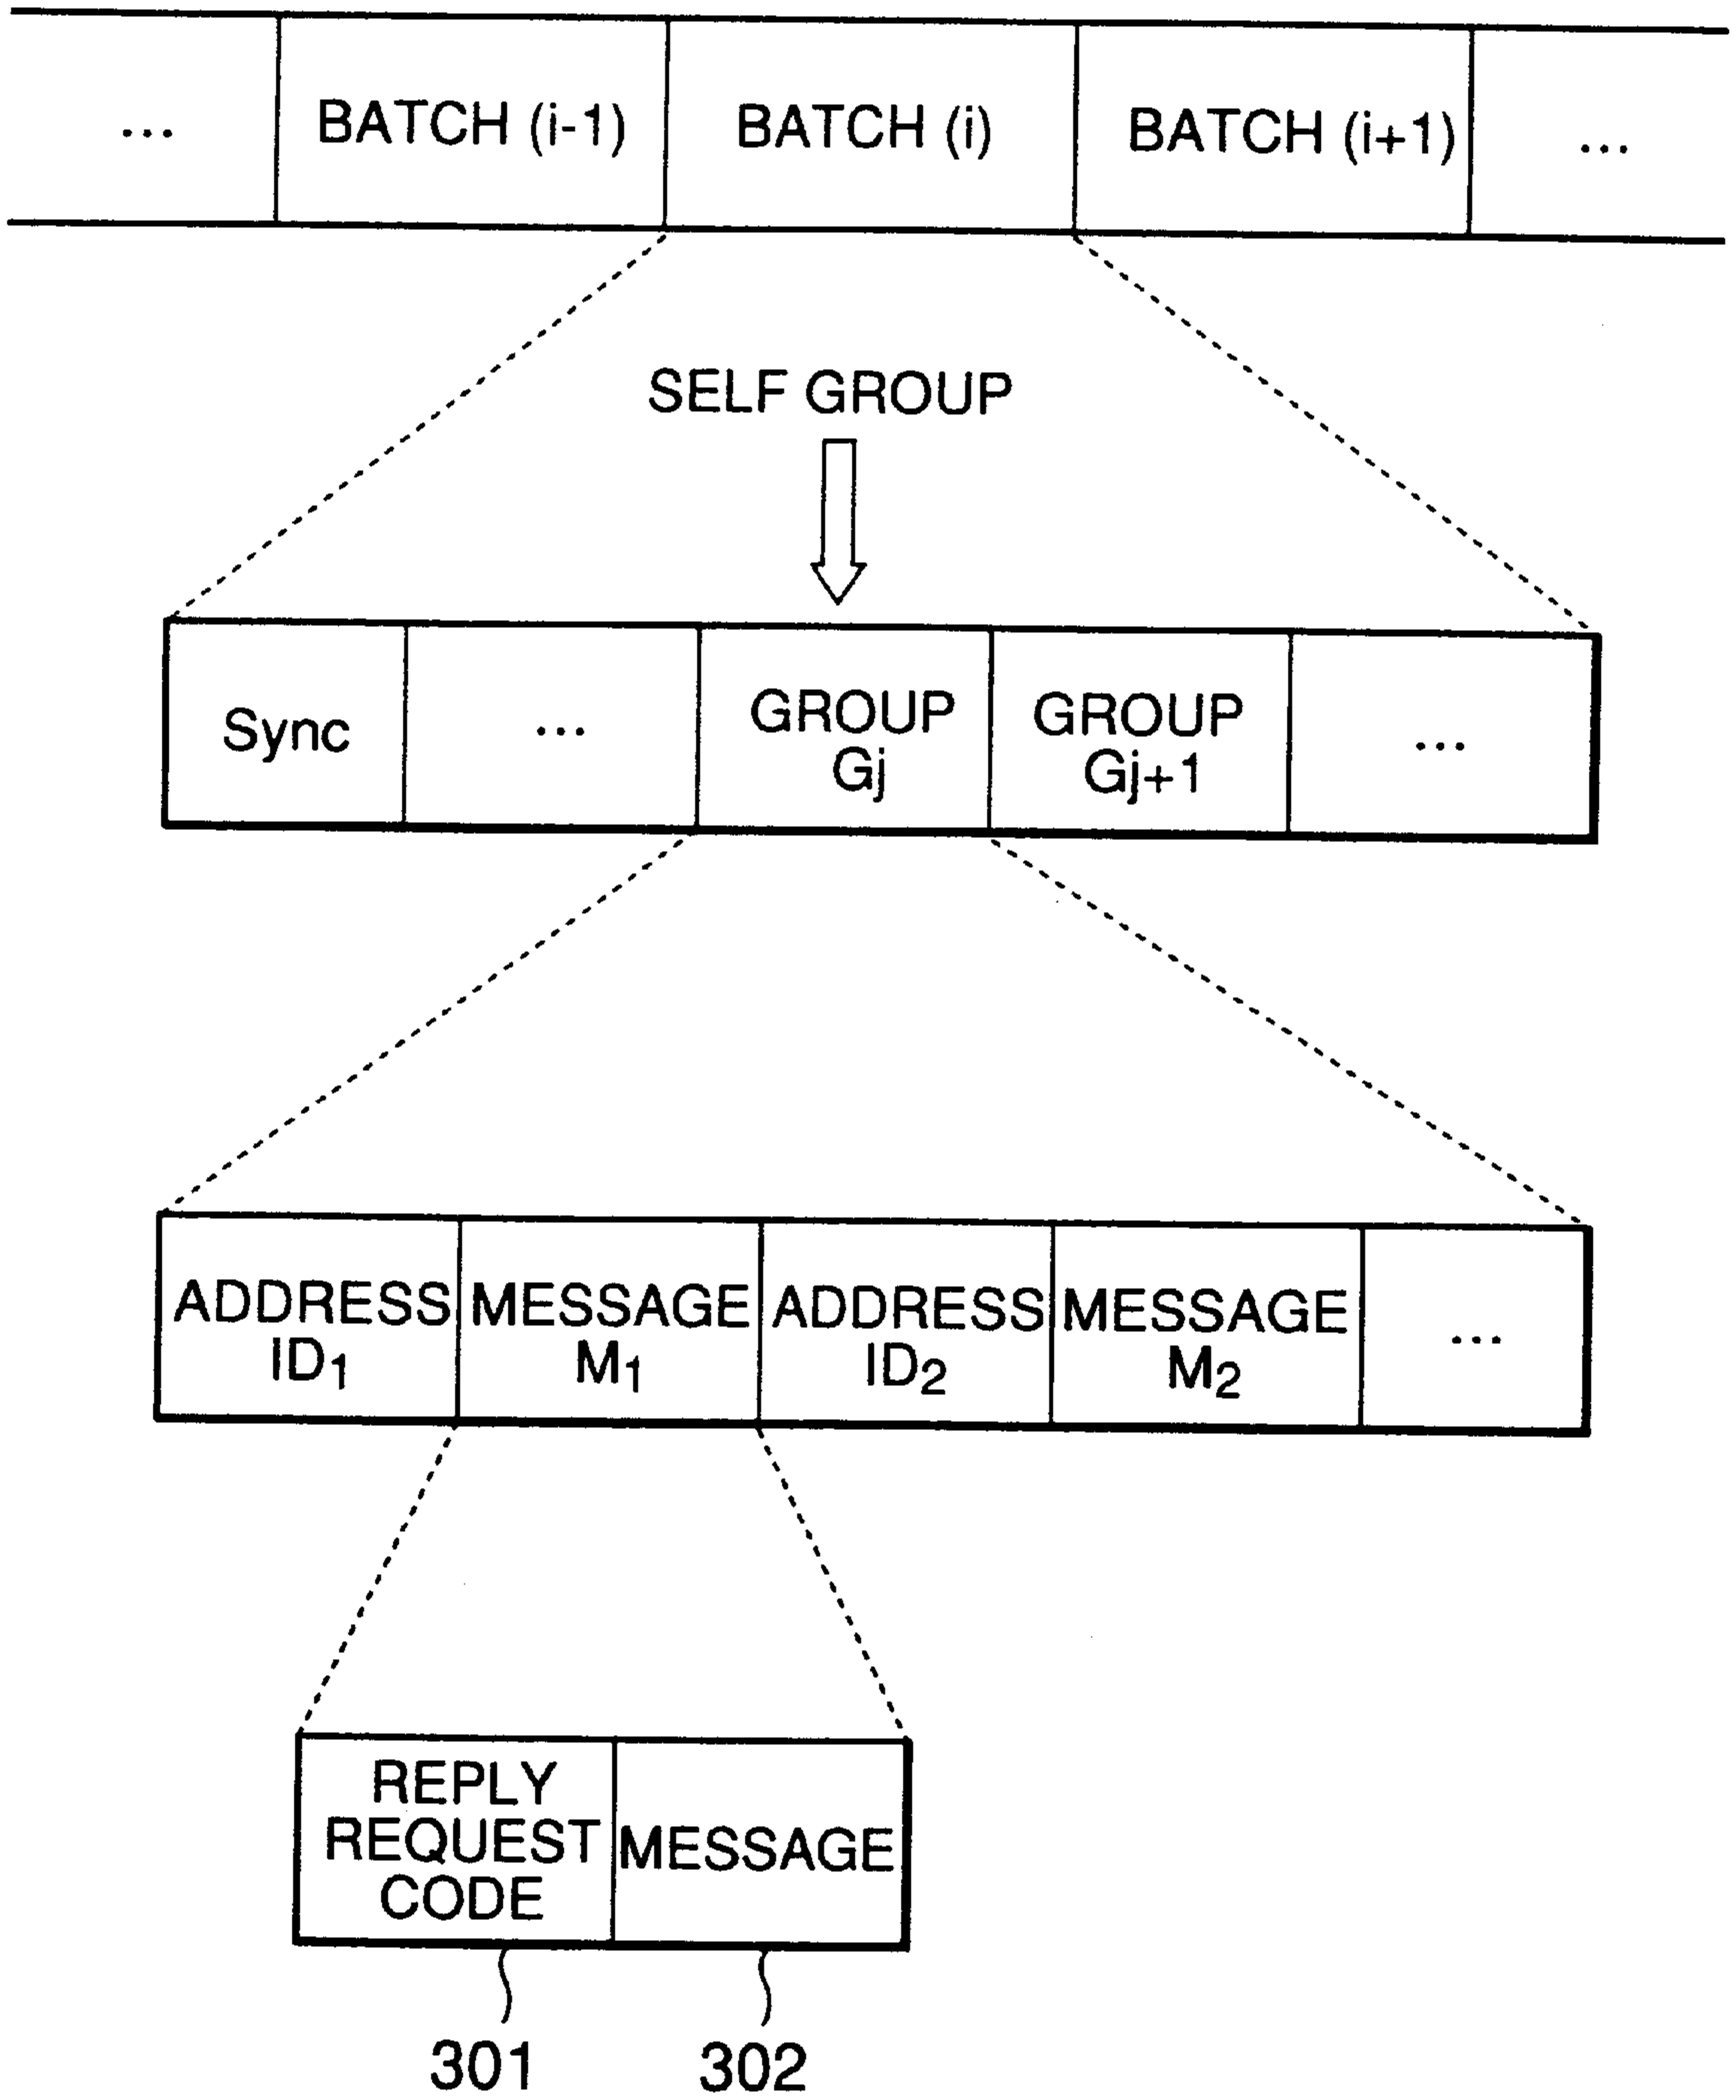 ... BATCH (i-1) BATCH (i) BATCH (i+1) ...
SELF GROUP
Sync ... GROUP Gj GROUP Gj+1 ...
ADDRESS ID1 MESSAGE M1 ADDRESS ID2 MESSAGE M2 ...
REPLY
REQUEST
CODE
MESSAGE
301 302